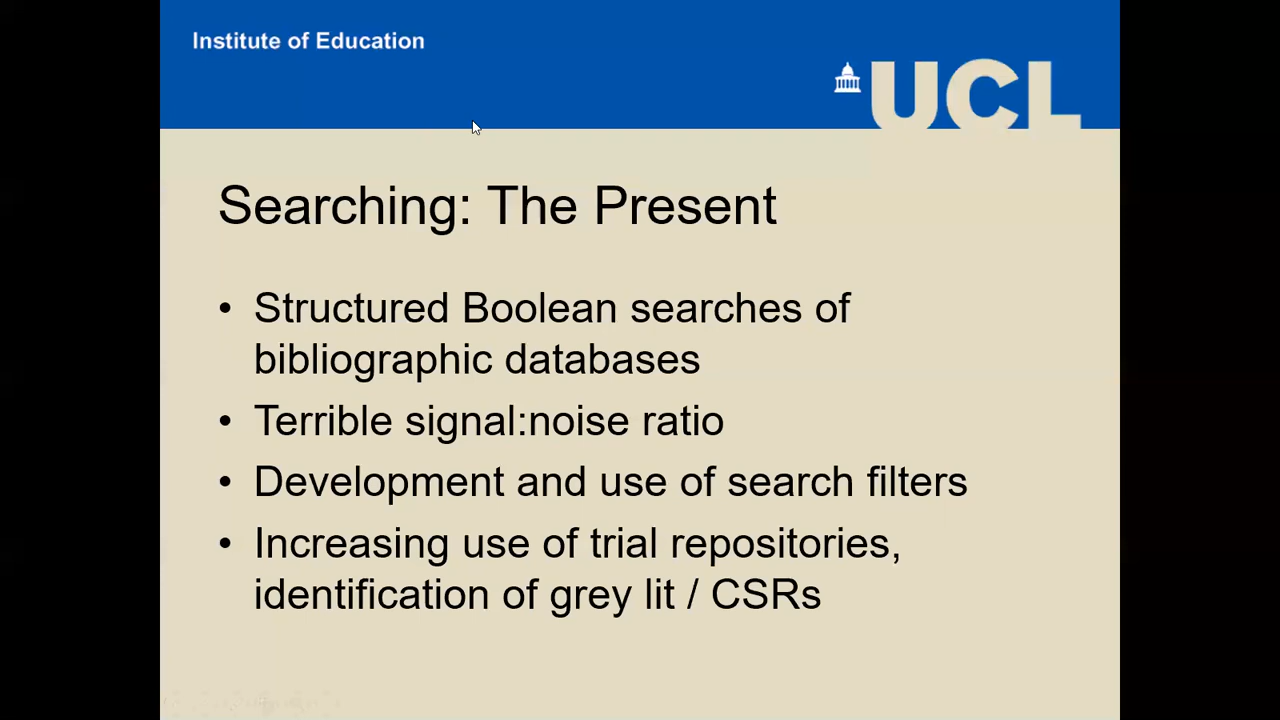 Institute of Education
UCL
Searching: The Present
• Structured Boolean searches of
bibliographic databases
• Terrible signal:noise ratio
• Development and use of search filters
• Increasing use of trial repositories,
identification of grey lit / CSRs